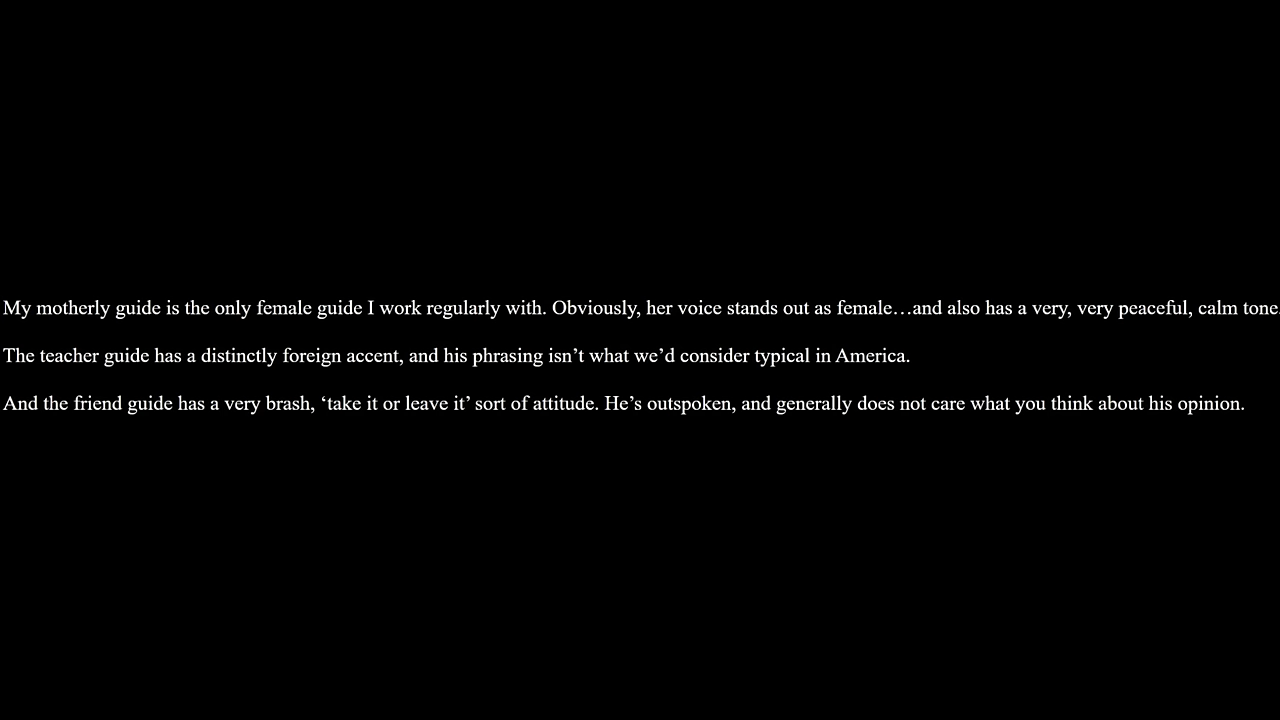 My motherly guide is the only female guide I work regularly with. Obviously, her voice stands out as female…and also has a very, very peaceful, calm tone.
The teacher guide has a distinctly foreign accent, and his phrasing isn’t what we’d consider typical in America.
And the friend guide has a very brash, ‘take it or leave it’ sort of attitude. He’s outspoken, and generally does not care what you think about his opinion.